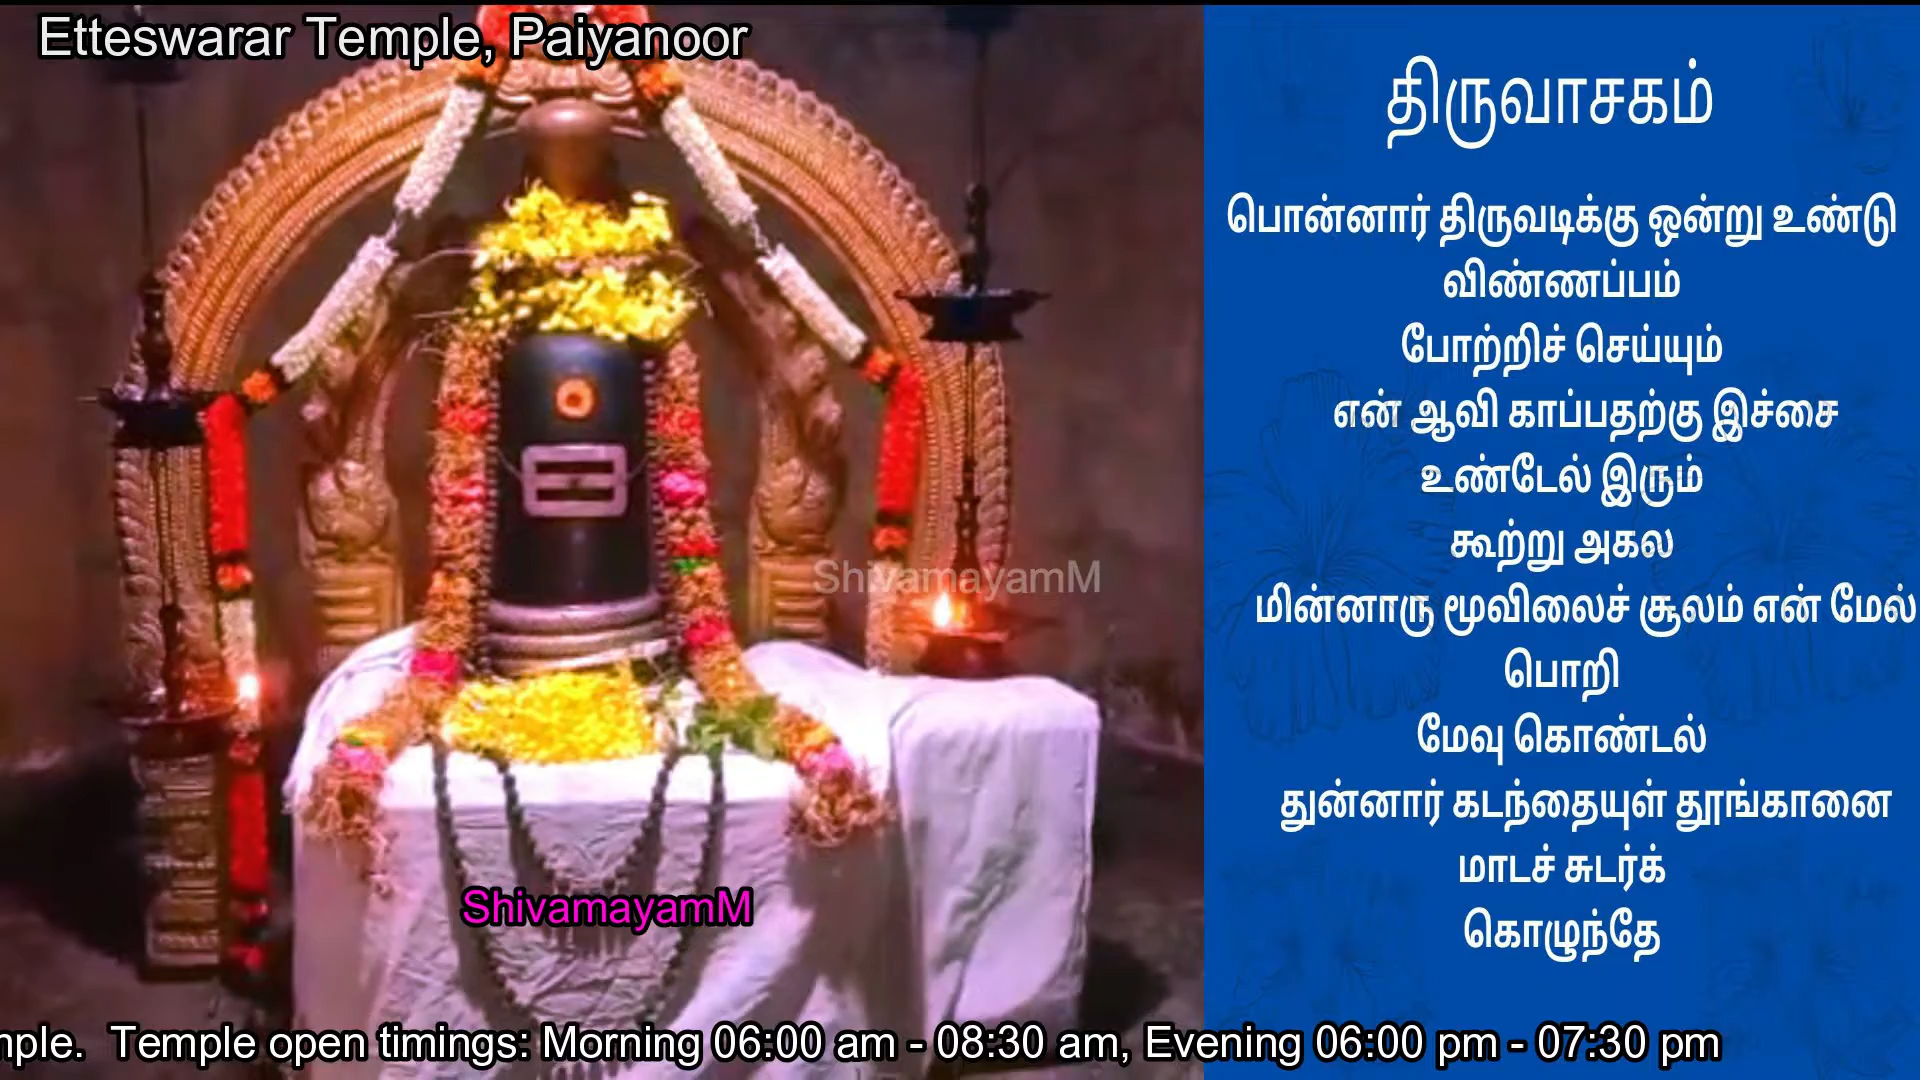 Etteswarar Temple, Paiyanoor
திருவாசகம்
பொன்னார் திருவடிக்கு ஒன்று உண்டு
விண்ணப்பம்
போற்றிச் செய்யும்
என் ஆவி காப்பதற்கு இச்சை
உண்டேல் இரும்
கூற்று அகல
மின்னாரு மூவிலைச் சூலம் என் மேல்
பொறி
மேவு கொண்டல்
துன்னார் கடந்தையுள் தூங்கானை
மாடச் சுடர்க்
கொழுந்தே
ShivamayamM
ShivamayamM
mple. Temple open timings: Morning 06:00 am - 08:30 am, Evening 06:00 pm - 07:30 pm